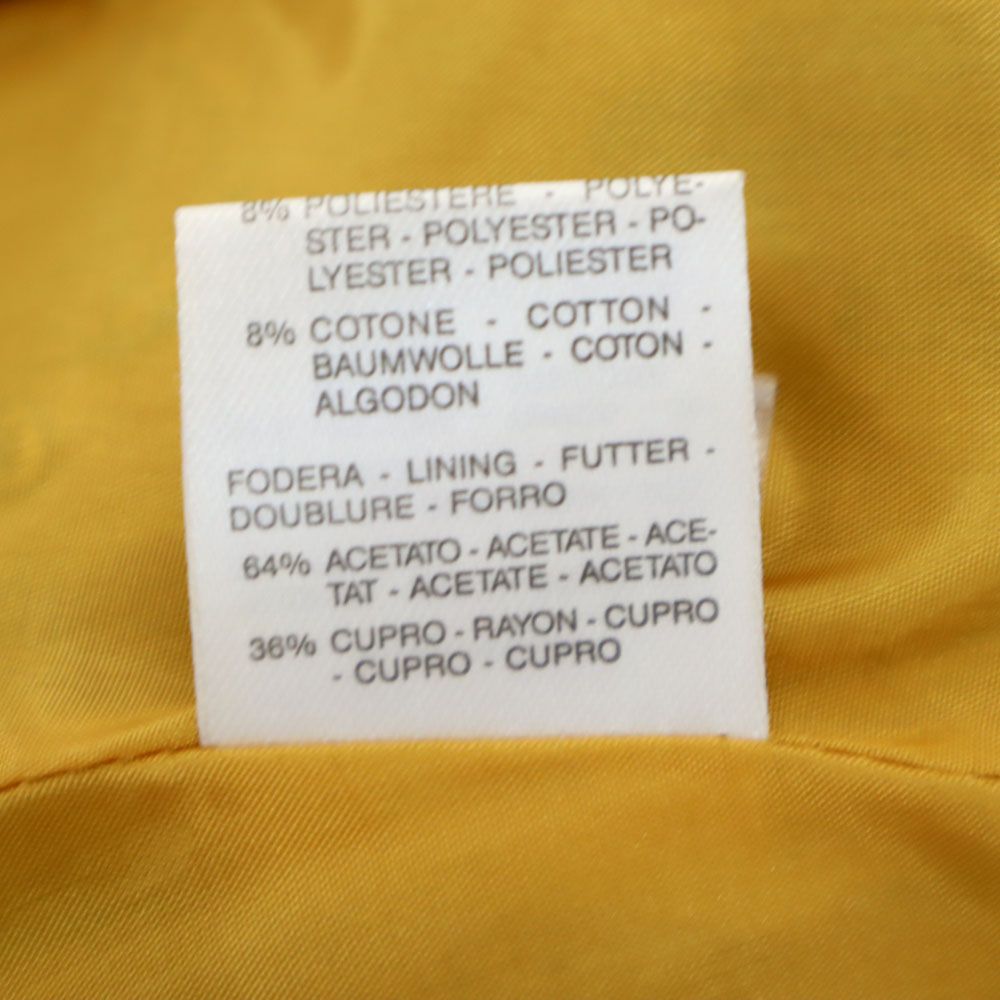 8% POLIESTERE - POLYE-
STER - POLYESTER - PO-
LYESTER - POLIESTER
8% COTONE - COTTON -
BAUMWOLLE - COTON -
ALGODON
FODERA - LINING - FUTTER -
DOUBLURE - FORRO
64% ACETATO - ACETATE - ACE-
TAT - ACETATE - ACETATO
36% CUPRO - RAYON - CUPRO
- CUPRO - CUPRO